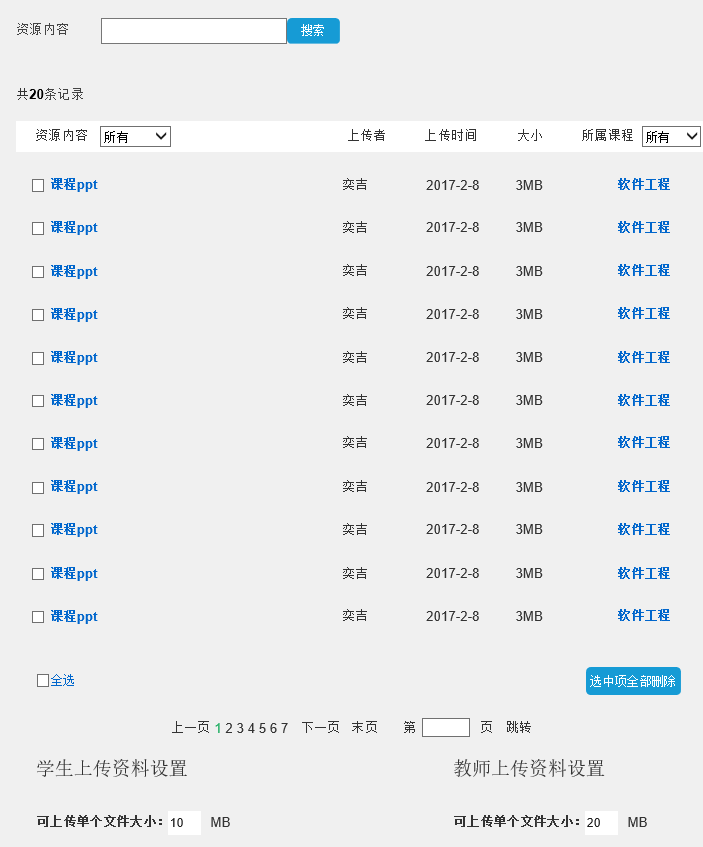 资源内容 搜索
共20条记录
资源内容 所有 上传者 上传时间 大小 所属课程 所有
课程ppt 奕吉 2017-2-8 3MB 软件工程
课程ppt 奕吉 2017-2-8 3MB 软件工程
课程ppt 奕吉 2017-2-8 3MB 软件工程
课程ppt 奕吉 2017-2-8 3MB 软件工程
课程ppt 奕吉 2017-2-8 3MB 软件工程
课程ppt 奕吉 2017-2-8 3MB 软件工程
课程ppt 奕吉 2017-2-8 3MB 软件工程
课程ppt 奕吉 2017-2-8 3MB 软件工程
课程ppt 奕吉 2017-2-8 3MB 软件工程
课程ppt 奕吉 2017-2-8 3MB 软件工程
课程ppt 奕吉 2017-2-8 3MB 软件工程
全选 选中项全部删除
上一页 1 2 3 4 5 6 7 下一页 末页 第 页 跳转
学生上传资料设置 教师上传资料设置
可上传单个文件大小：10 MB 可上传单个文件大小：20 MB